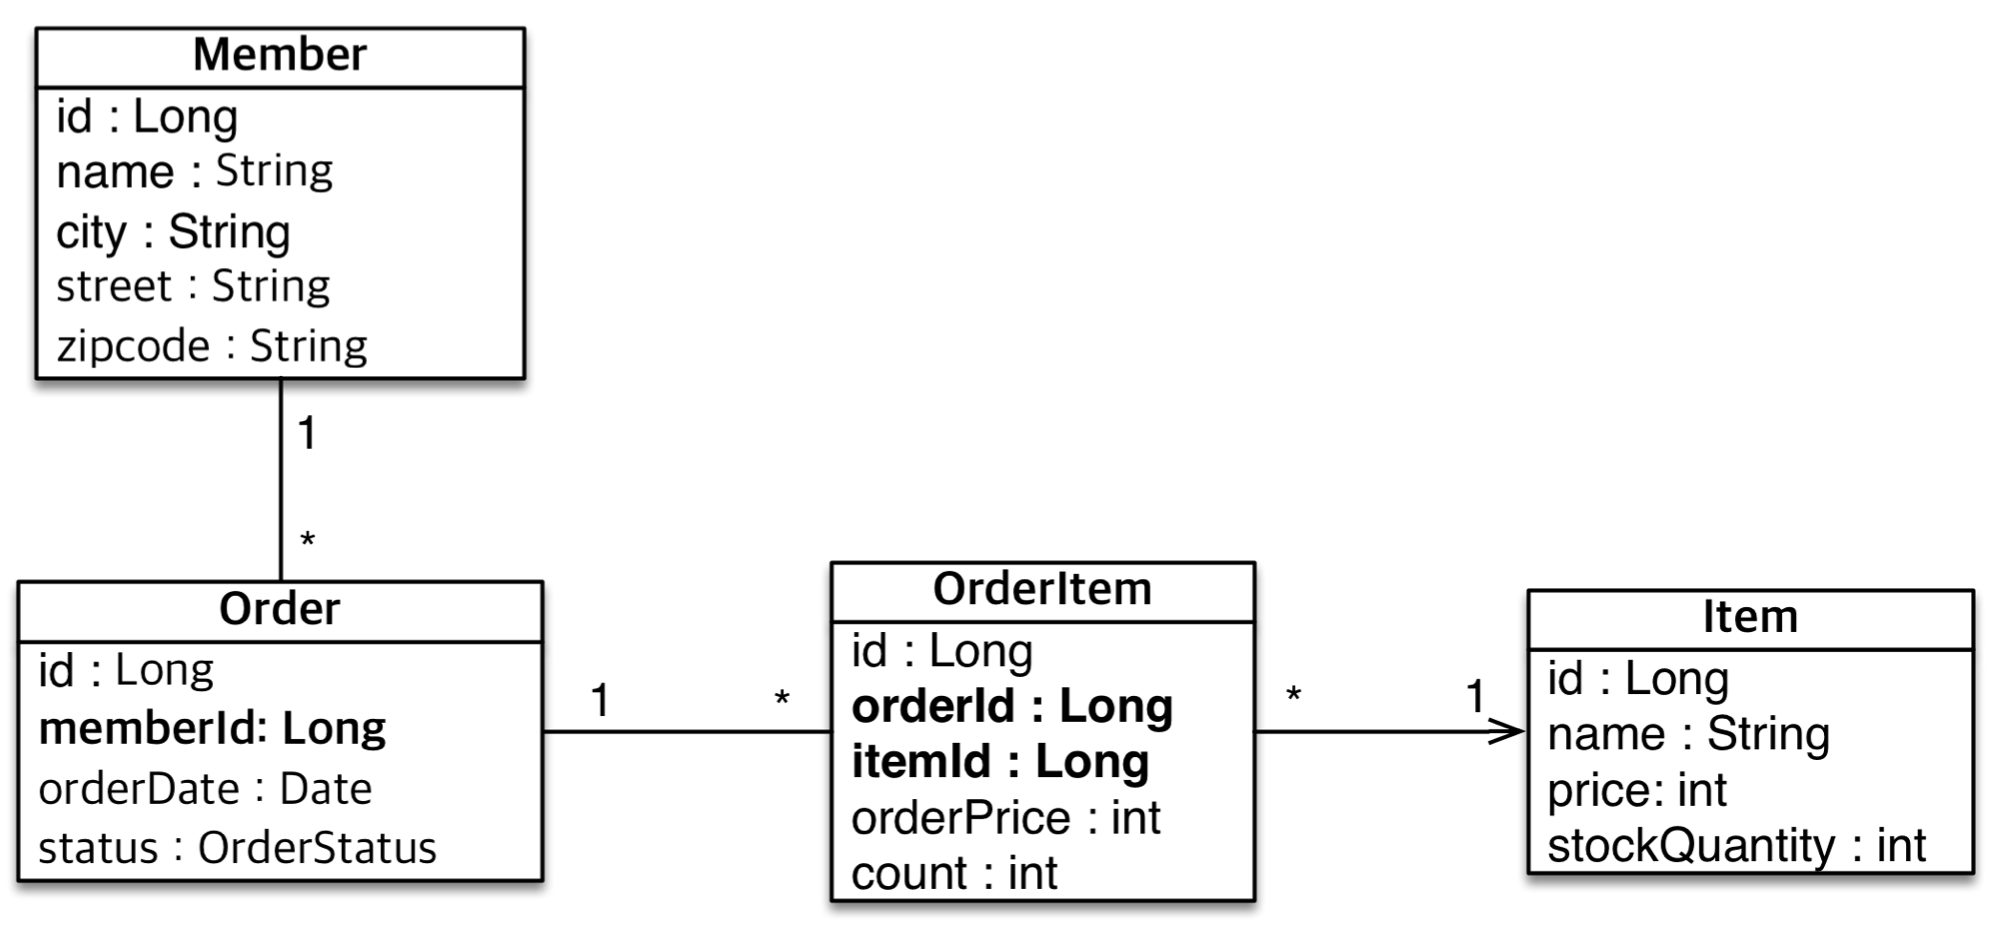 Member
id : Long
name : String
city : String
street : String
zipcode : String
1
*
Order
id : Long
memberId: Long
orderDate : Date
status : OrderStatus
1 *
OrderItem
id : Long
orderId : Long
itemId : Long
orderPrice : int
count : int
* 1
Item
id : Long
name : String
price: int
stockQuantity : int